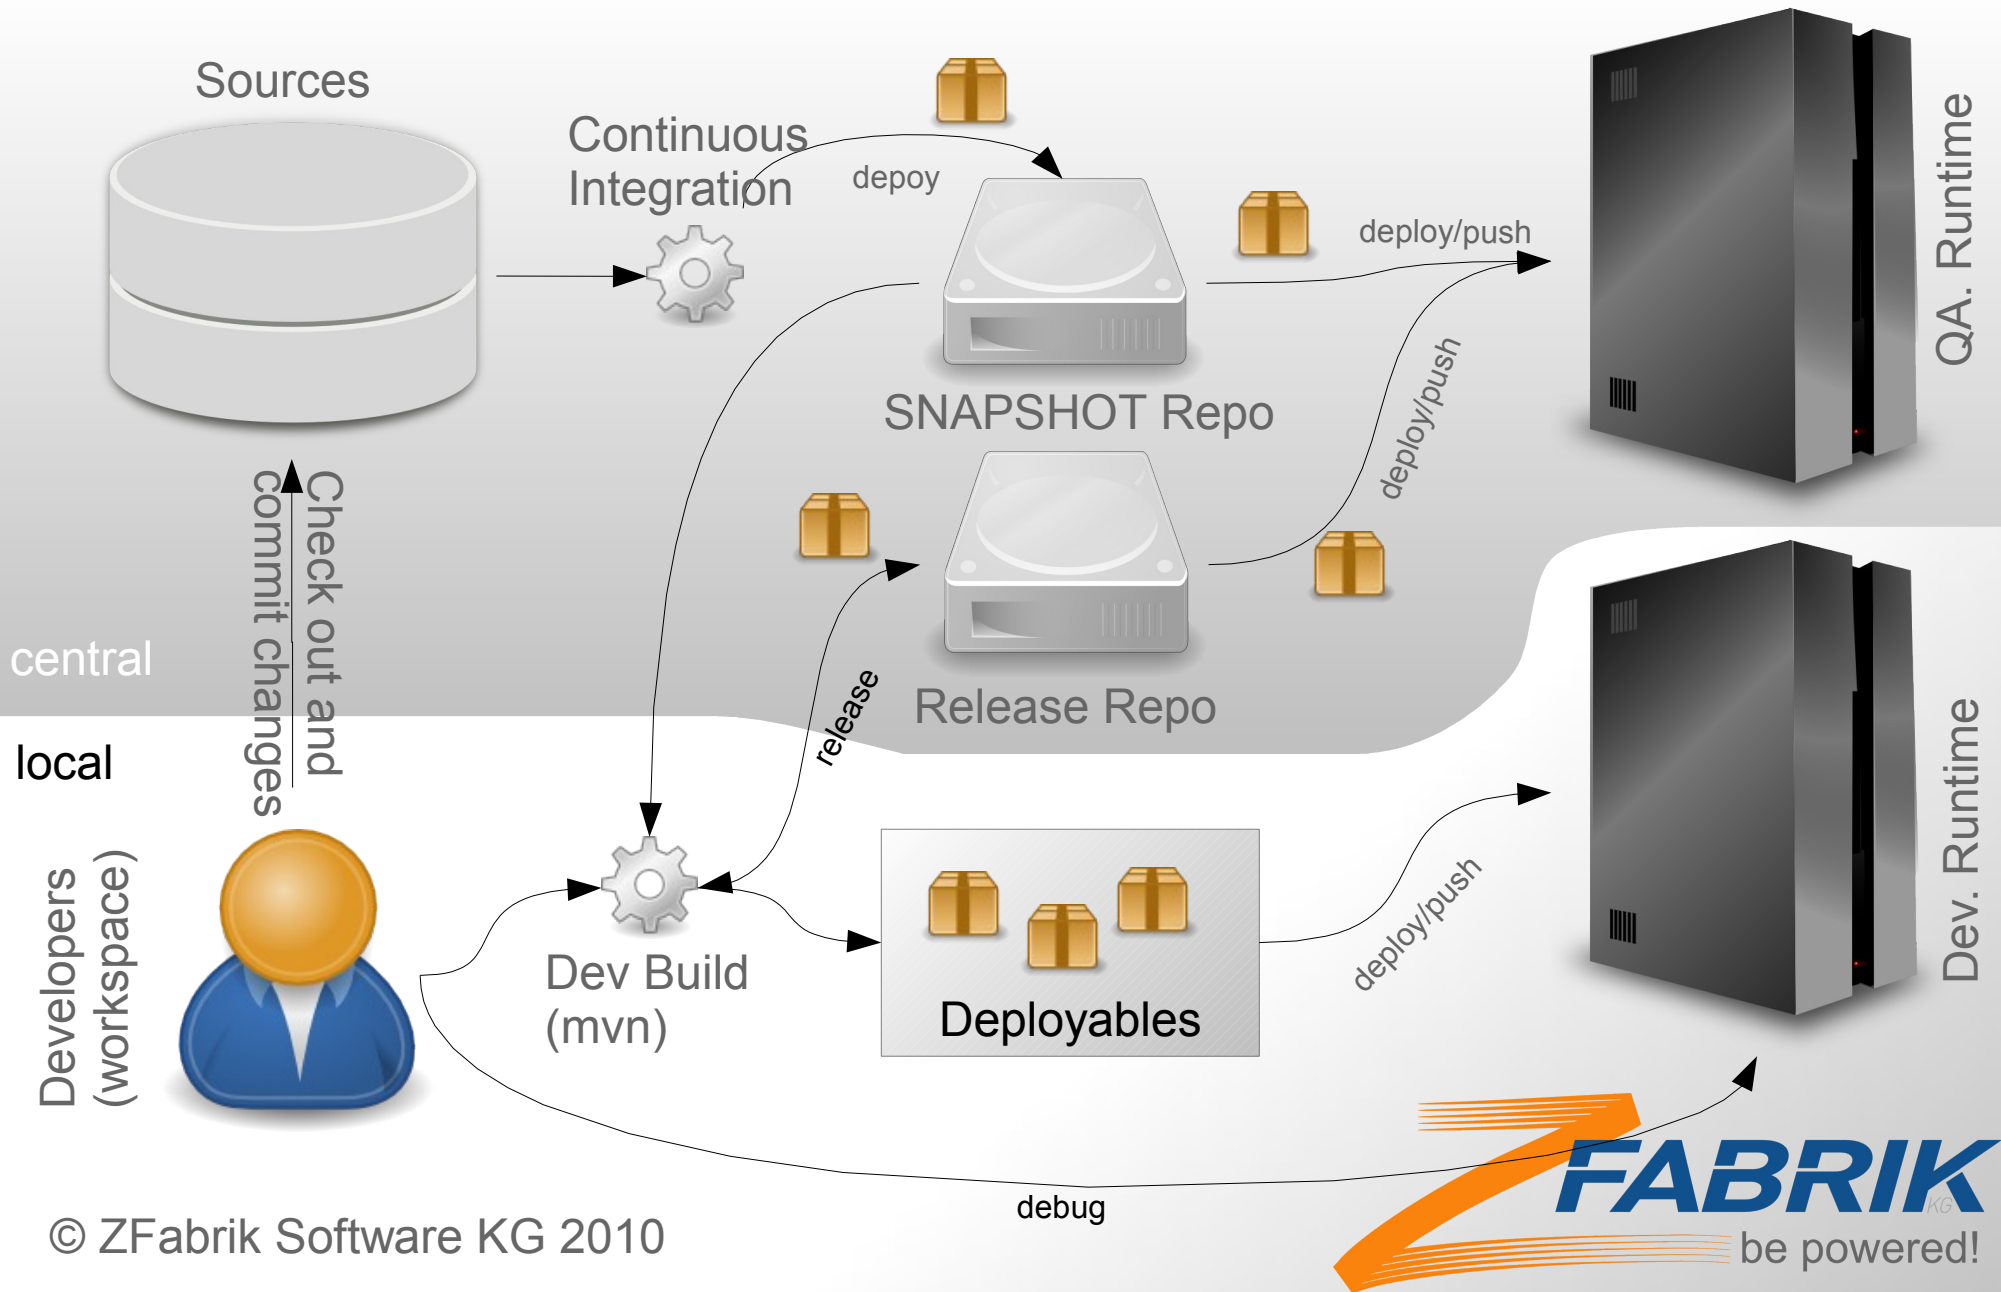 Sources
Continuous
Integration
depoy
deploy/push
QA. Runtime
SNAPSHOT Repo
deploy/push
Check out and
commit changes
central
release
Release Repo
local
Developers
(workspace)
Dev Build
(mvn)
Deployables
deploy/push
Dev. Runtime
debug
© ZFabrik Software KG 2010
ZFABRIK
KG
be powered!